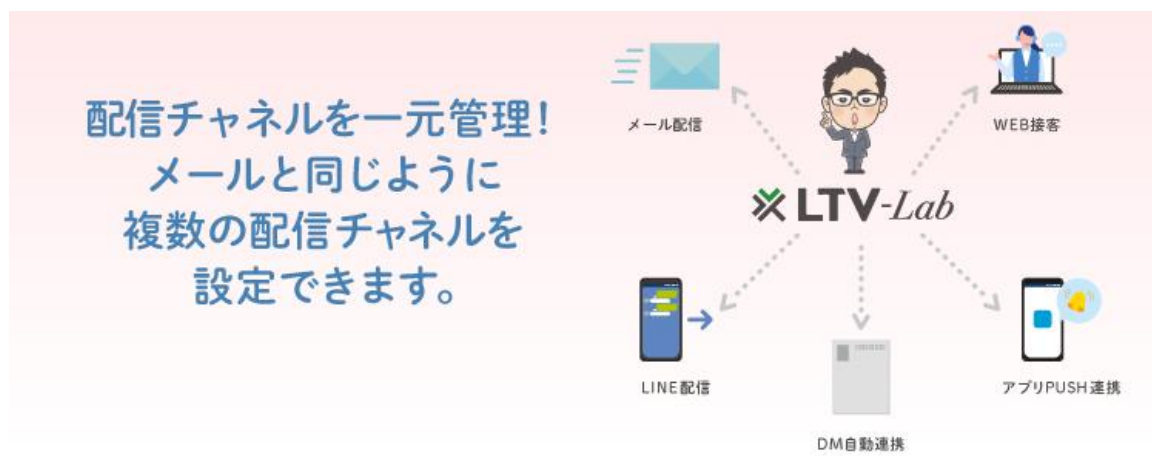 配信チャネルを一元管理!
メールと同じように
複数の配信チャネルを
設定できます。
メール配信
WEB接客
LTV-Lab
LINE配信
DM自動連携
アプリPUSH連携